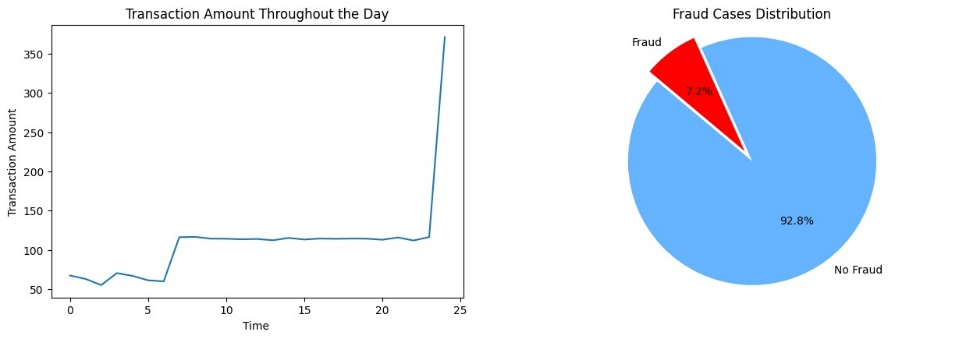 Transaction Amount Throughout the Day
Transaction Amount
350
300
250
200
150
100
50
0
5
10
15
20
25
Time
Fraud Cases Distribution
Fraud
7.2%
92.8%
No Fraud